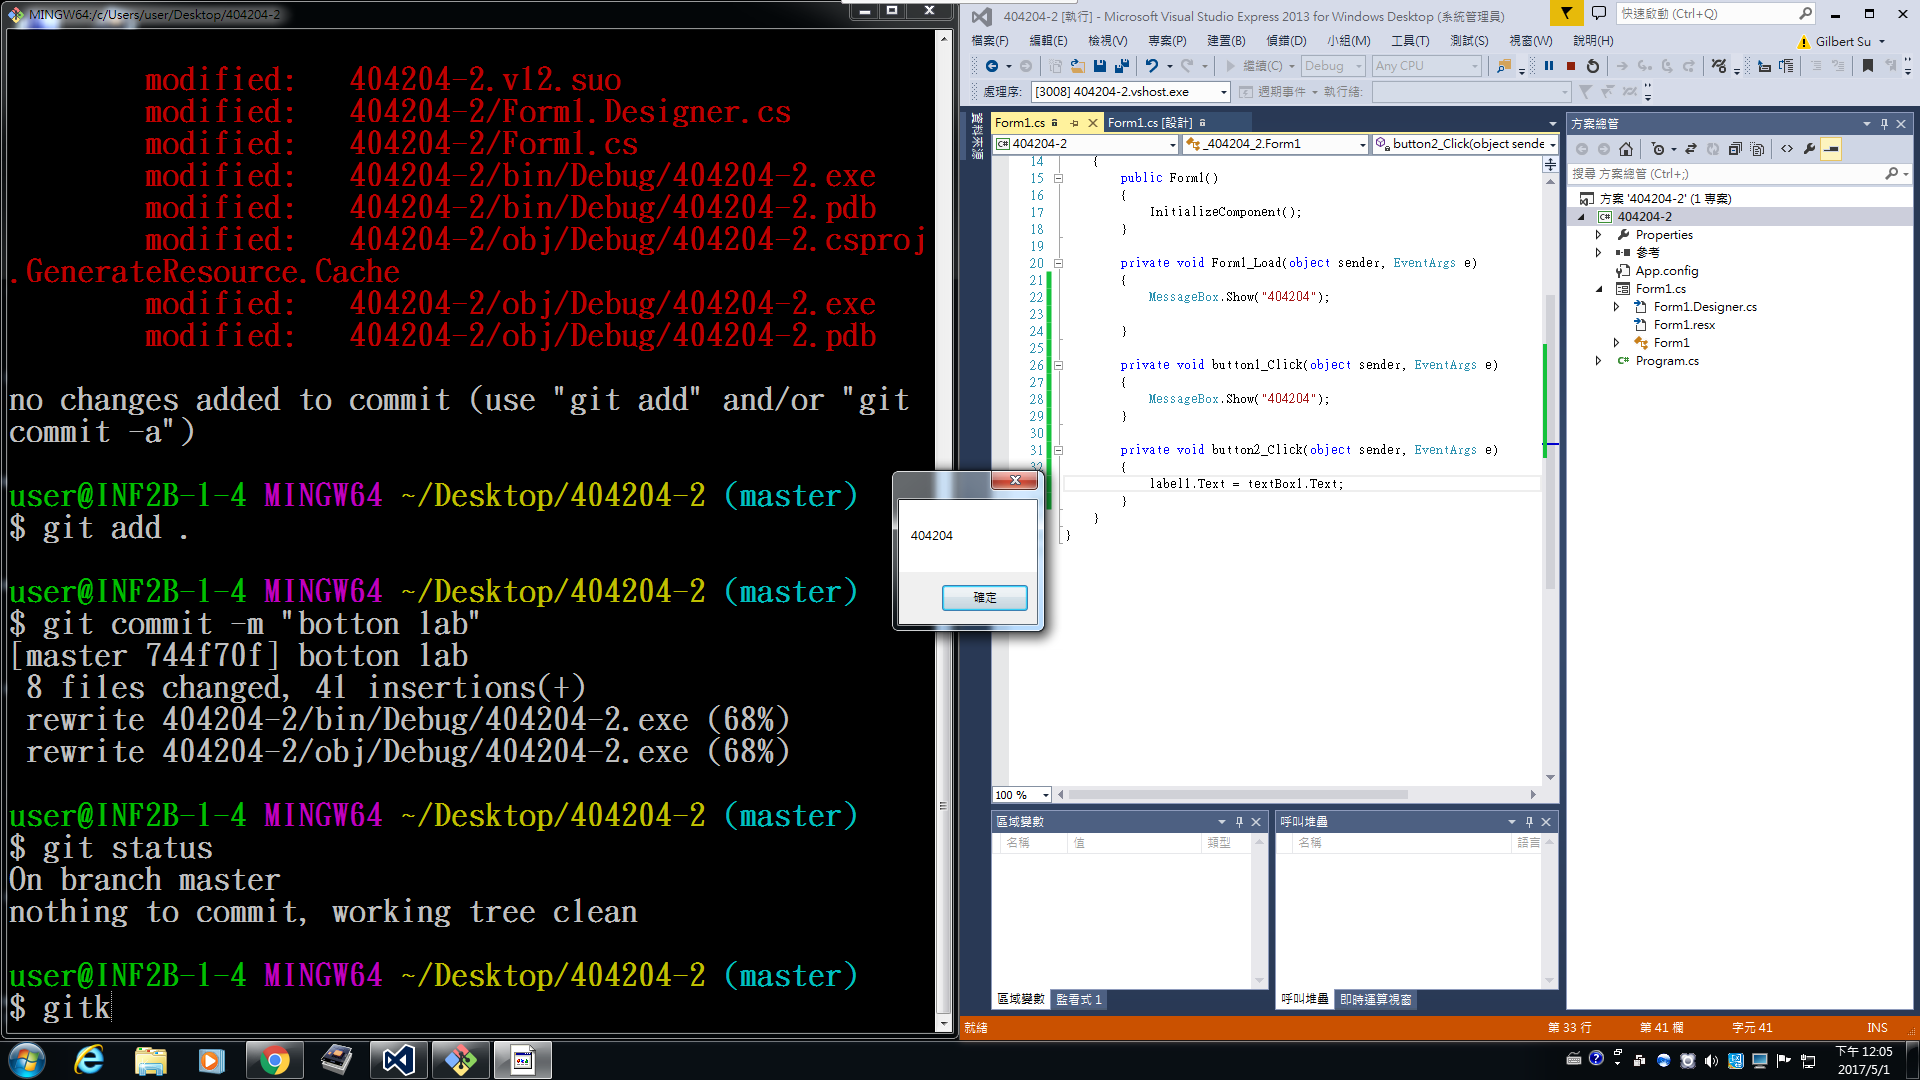 MINGW64:/c/Users/user/Desktop/404204-2
modified:   404204-2.v12.suo
modified:   404204-2/Form1.Designer.cs
modified:   404204-2/Form1.cs
modified:   404204-2/bin/Debug/404204-2.exe
modified:   404204-2/bin/Debug/404204-2.pdb
modified:   404204-2/obj/Debug/404204-2.csproj
.GenerateResource.Cache
modified:   404204-2/obj/Debug/404204-2.exe
modified:   404204-2/obj/Debug/404204-2.pdb
no changes added to commit (use "git add" and/or "git
commit -a")
user@INF2B-1-4 MINGW64 ~/Desktop/404204-2 (master)
$ git add .
user@INF2B-1-4 MINGW64 ~/Desktop/404204-2 (master)
$ git commit -m "botton lab"
[master 744f70f] botton lab
8 files changed, 41 insertions(+)
rewrite 404204-2/bin/Debug/404204-2.exe (68%)
rewrite 404204-2/obj/Debug/404204-2.exe (68%)
user@INF2B-1-4 MINGW64 ~/Desktop/404204-2 (master)
$ git status
On branch master
nothing to commit, working tree clean
user@INF2B-1-4 MINGW64 ~/Desktop/404204-2 (master)
$ gitk
404204-2 [執行] - Microsoft Visual Studio Express 2013 for Windows Desktop (系統管理員)
快速啟動 (Ctrl+Q)
檔案(F) 編輯(E) 檢視(V) 專案(P) 建置(B) 偵錯(D) 小組(M) 工具(T) 測試(S) 視窗(W) 說明(H)
Gilbert Su
繼續(C) Debug Any CPU
處理序: [3008] 404204-2.vshost.exe 週期事件 執行緒:
資料來源
Form1.cs Form1.cs [設計]
404204-2 _404204_2.Form1 button2_Click(object sende
14 {
15 public Form1()
16 {
17 InitializeComponent();
18 }
19
20 private void Form1_Load(object sender, EventArgs e)
21 {
22 MessageBox.Show("404204");
23
24 }
25
26 private void button1_Click(object sender, EventArgs e)
27 {
28 MessageBox.Show("404204");
29 }
30
31 private void button2_Click(object sender, EventArgs e)
32 {
label1.Text = textBox1.Text;
}
}
}
404204
確定
100 %
區域變數
名稱 值 類型
區域變數 監看式 1
呼叫堆疊
名稱 語言
呼叫堆疊 即時運算視窗
方案總管
搜尋 方案總管 (Ctrl+;)
方案 '404204-2' (1 專案)
404204-2
Properties
參考
App.config
Form1.cs
Form1.Designer.cs
Form1.resx
Form1
Program.cs
就緒 第 33 行 第 41 欄 字元 41 INS
下午 12:05
2017/5/1